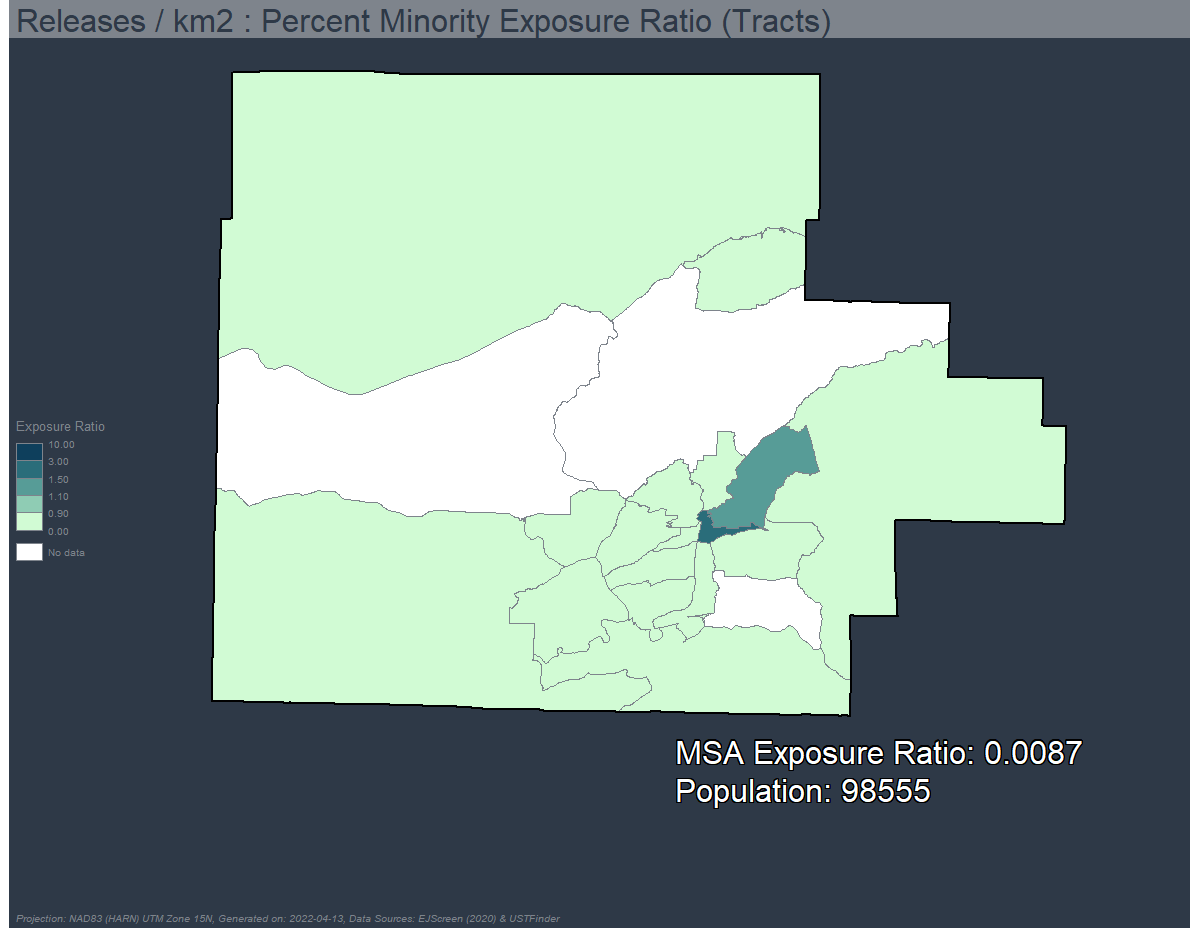 Releases / km2 : Percent Minority Exposure Ratio (Tracts)
Exposure Ratio
10.00
3.00
1.50
1.10
0.90
0.00
No data
MSA Exposure Ratio: 0.0087
Population: 98555
Projection: NAD83 (HARN) UTM Zone 15N, Generated on: 2022-04-13, Data Sources: EJScreen (2020) & USTFinder